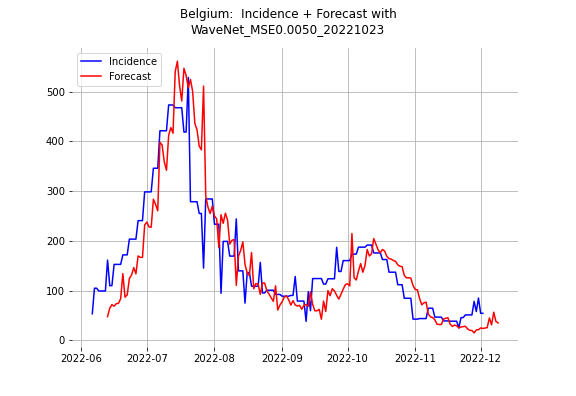 Belgium:  Incidence + Forecast with
WaveNet_MSE0.0050_20221023
Incidence
Forecast
500
400
300
200
100
0
2022-06 2022-07 2022-08 2022-09 2022-10 2022-11 2022-12